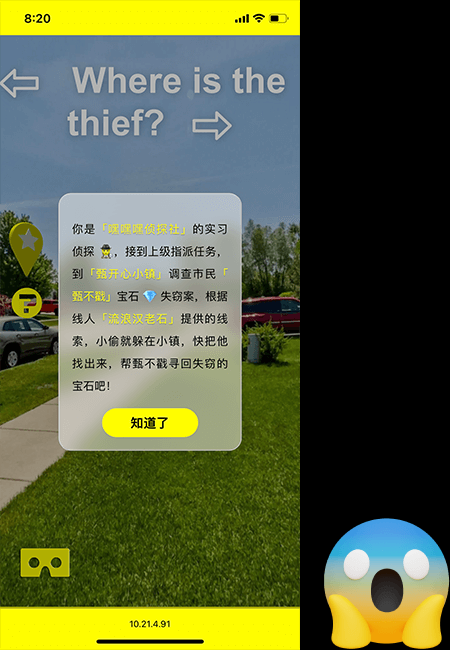 8:20
Where is the
thief?
你是「嘿嘿嘿侦探社」的实习
侦探🕵️，接到上级指派任务，
到「甄开心小镇」调查市民「
甄不戳」宝石💎失窃案，根据
线人「流浪汉老石」提供的线
索，小偷就躲在小镇，快把他
找出来，帮甄不戳寻回失窃的
宝石吧！
知道了
?
10.21.4.91